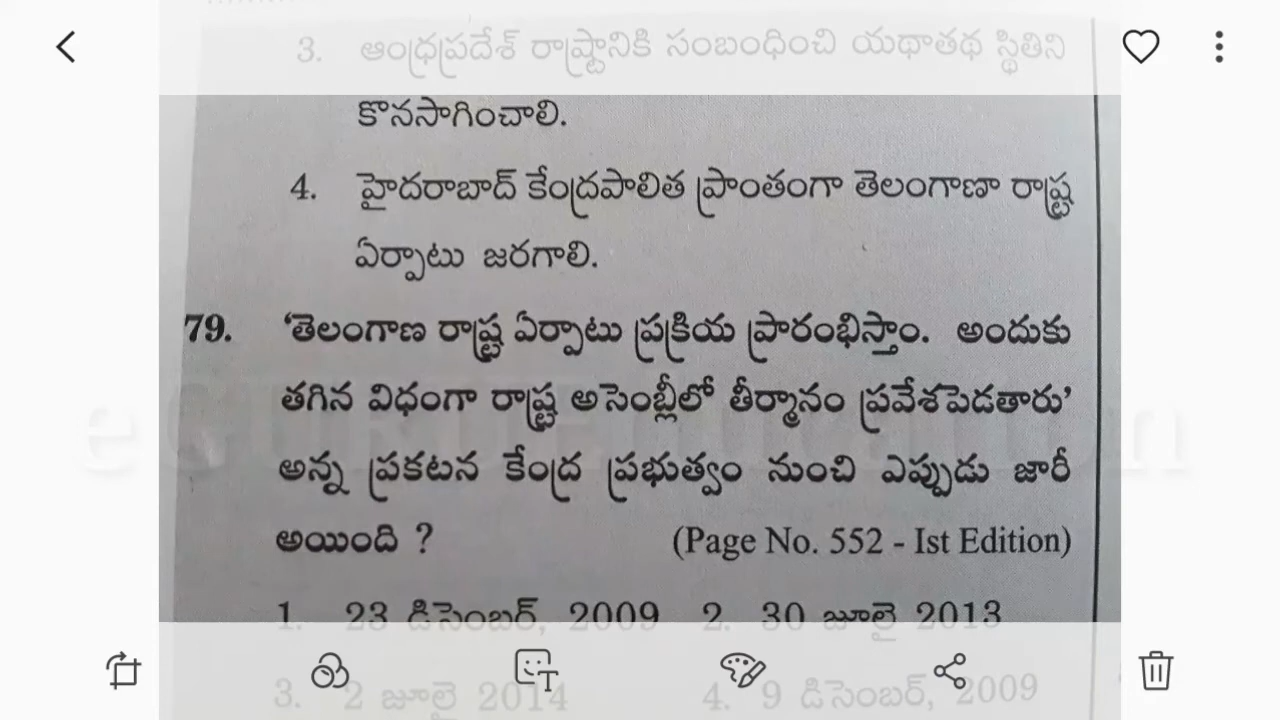 3. ఆంధ్రప్రదేశ్ రాష్ట్రానికి సంబంధించి యథాతథ స్థితిని
కొనసాగించాలి.
4. హైదరాబాద్ కేంద్రపాలిత ప్రాంతంగా తెలంగాణా రాష్ట్ర
ఏర్పాటు జరగాలి.
79. 'తెలంగాణ రాష్ట్ర ఏర్పాటు ప్రక్రియ ప్రారంభిస్తాం. అందుకు
తగిన విధంగా రాష్ట్ర అసెంబ్లీలో తీర్మానం ప్రవేశపెడతారు'
అన్న ప్రకటన కేంద్ర ప్రభుత్వం నుంచి ఎప్పుడు జారీ
అయింది ? (Page No. 552 - Ist Edition)
1. 23 డిసెంబర్, 2009 2. 30 జూలై 2013
3. 2 జూలై 2014 4. 9 డిసెంబర్, 2009